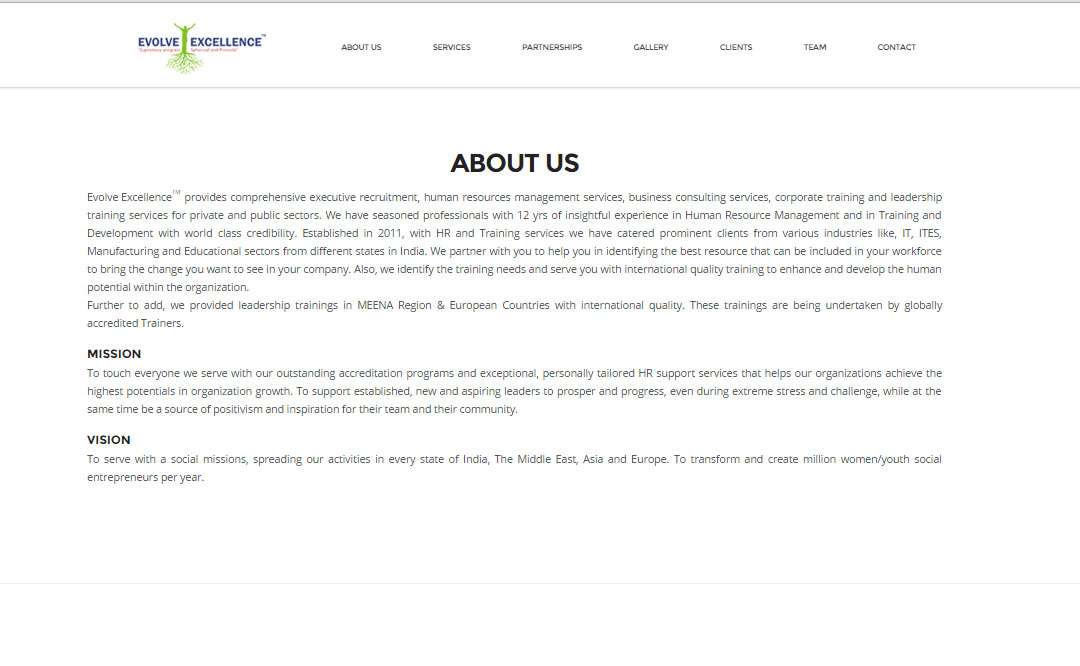 EVOLVE EXCELLENCE™
ABOUT US SERVICES PARTNERSHIPS GALLERY CLIENTS TEAM CONTACT
ABOUT US
Evolve Excellence™ provides comprehensive executive recruitment, human resources management services, business consulting services, corporate training and leadership
training services for private and public sectors. We have seasoned professionals with 12 yrs of insightful experience in Human Resource Management and in Training and
Development with world class credibility. Established in 2011, with HR and Training services we have catered prominent clients from various industries like, IT, ITES,
Manufacturing and Educational sectors from different states in India. We partner with you to help you in identifying the best resource that can be included in your workforce
to bring the change you want to see in your company. Also, we identify the training needs and serve you with international quality training to enhance and develop the human
potential within the organization.
Further to add, we provided leadership trainings in MEENA Region & European Countries with international quality. These trainings are being undertaken by globally
accredited Trainers.
MISSION
To touch everyone we serve with our outstanding accreditation programs and exceptional, personally tailored HR support services that helps our organizations achieve the
highest potentials in organization growth. To support established, new and aspiring leaders to prosper and progress, even during extreme stress and challenge, while at the
same time be a source of positivism and inspiration for their team and their community.
VISION
To serve with a social missions, spreading our activities in every state of India, The Middle East, Asia and Europe. To transform and create million women/youth social
entrepreneurs per year.